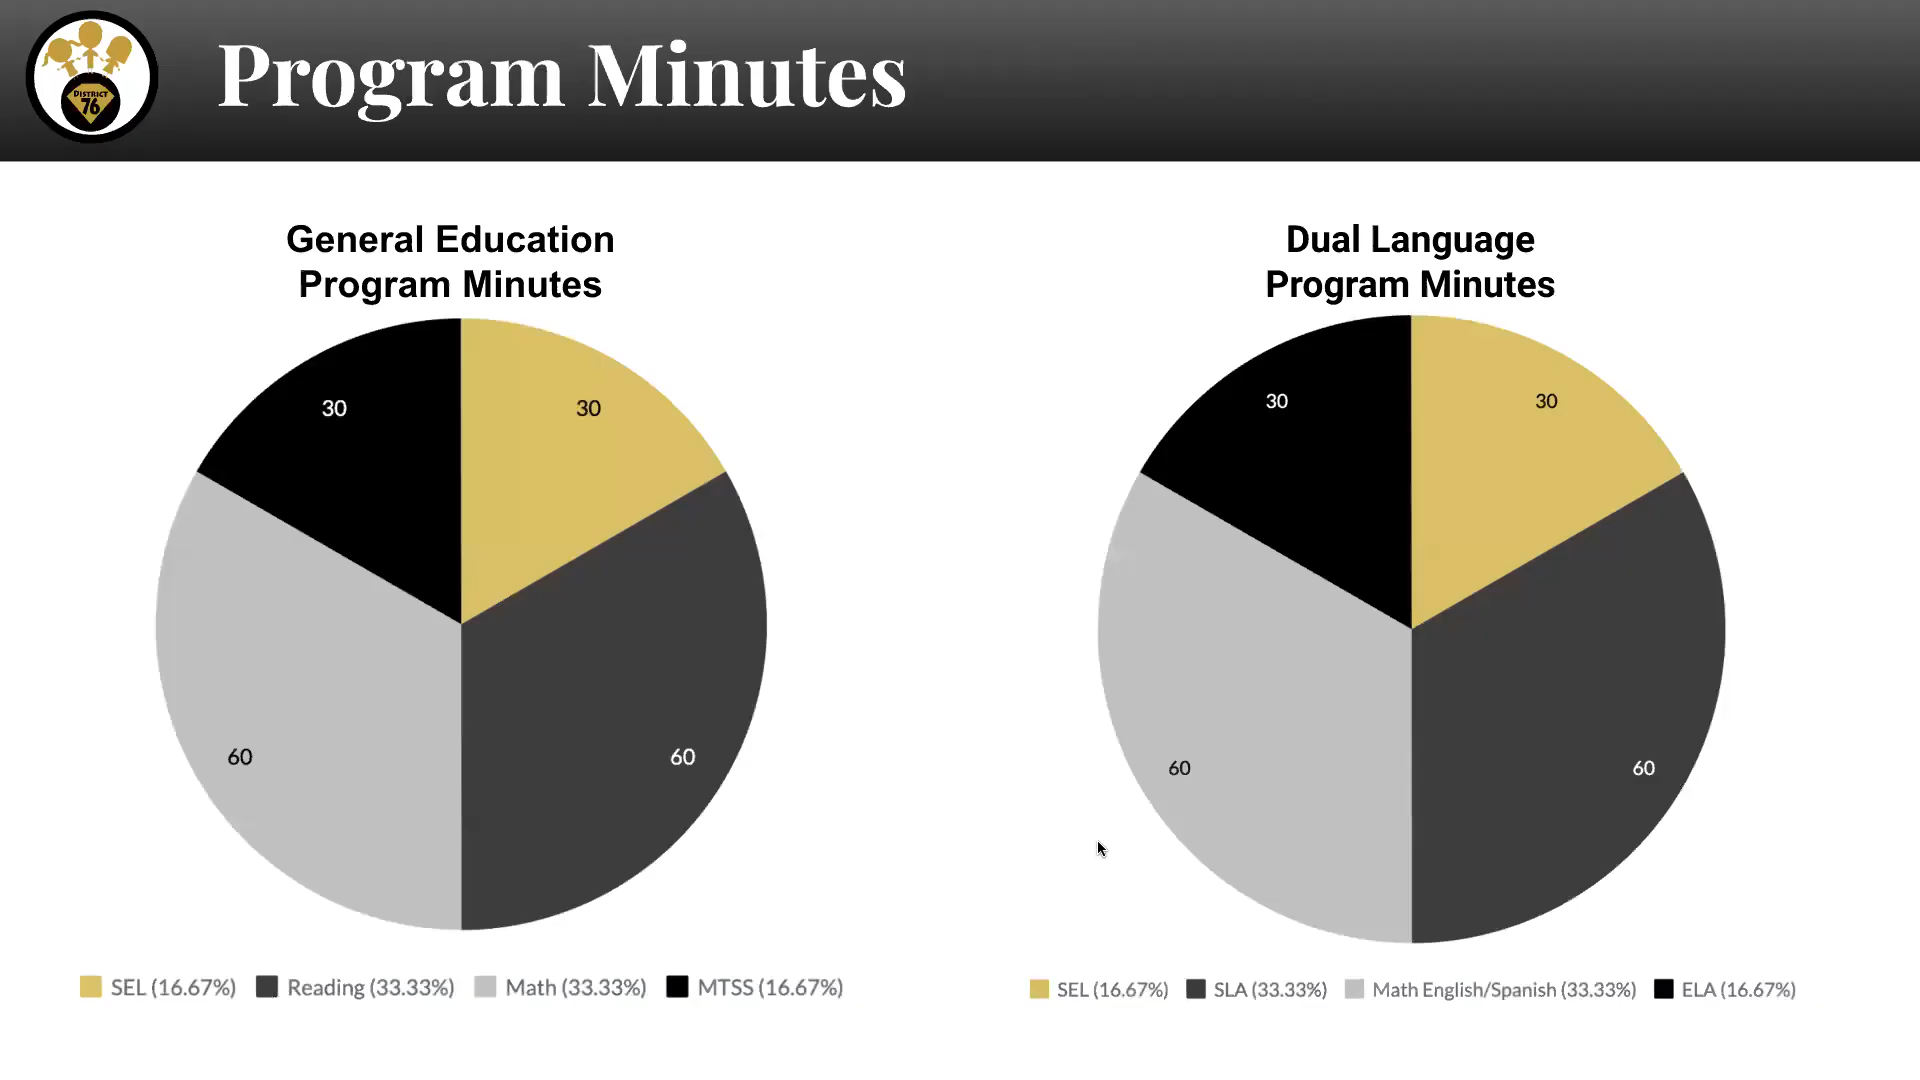 DISTRICT
76
Program Minutes
General Education
Program Minutes
30
30
60
60
SEL (16.67%) Reading (33.33%) Math (33.33%) MTSS (16.67%)
Dual Language
Program Minutes
30
30
60
60
SEL (16.67%) SLA (33.33%) Math English/Spanish (33.33%) ELA (16.67%)